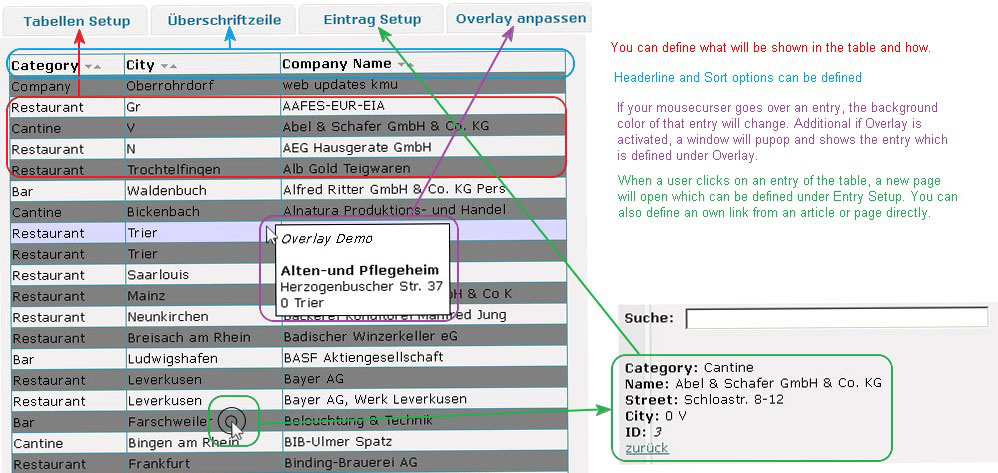 Tabellen Setup Überschriftzeile Eintrag Setup Overlay anpassen
Category City Company Name
Company Oberrohrdorf web updates kmu
Restaurant Gr AAFES-EUR-EIA
Cantine V Abel & Schafer GmbH & Co. KG
Restaurant N AEG Hausgerate GmbH
Restaurant Trochtelfingen Alb Gold Teigwaren
Bar Waldenbuch Alfred Ritter GmbH & Co. KG Pers
Cantine Bickenbach Alnatura Produktions- und Handel
Restaurant Trier
Restaurant Trier
Restaurant Saarlouis
Restaurant Mainz bH & Co K
Restaurant Neunkirchen Bäckerei Konditorei Manfred Jung
Restaurant Breisach am Rhein Badischer Winzerkeller eG
Bar Ludwigshafen BASF Aktiengesellschaft
Restaurant Leverkusen Bayer AG
Restaurant Leverkusen Bayer AG, Werk Leverkusen
Bar Farschweiler Beleuchtung & Technik
Cantine Bingen am Rhein BIB-Ulmer Spatz
Restaurant Frankfurt Binding-Brauerei AG
Overlay Demo
Alten-und Pflegeheim
Herzogenbuscher Str. 37
0 Trier
You can define what will be shown in the table and how.
Headerline and Sort options can be defined
If your mousecurser goes over an entry, the background
color of that entry will change. Additional if Overlay is
activated, a window will pupop and shows the entry which
is defined under Overlay.
When a user clicks on an entry of the table, a new page
will open which can be defined under Entry Setup. You can
also define an own link from an article or page directly.
Suche:
Category: Cantine
Name: Abel & Schafer GmbH & Co. KG
Street: Schloastr. 8-12
City: 0 V
ID: 3
zurück